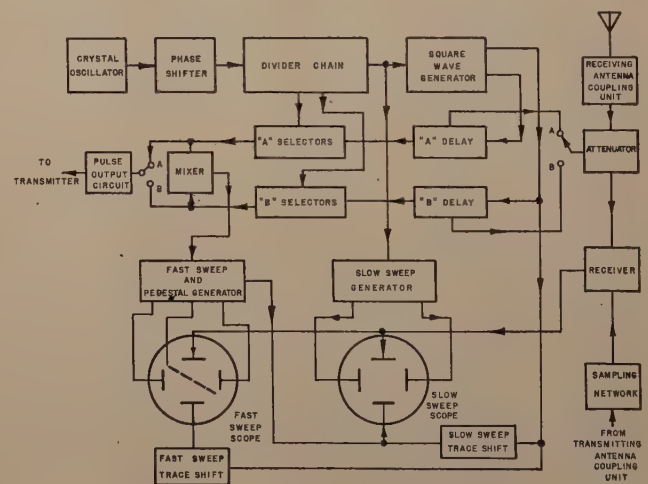 CRYSTAL
OSCILLATOR
PHASE
SHIFTER
DIVIDER CHAIN
SQUARE
WAVE
GENERATOR
RECEIVING
ANTENNA
COUPLING
UNIT
TO
TRANSMITTER
PULSE
OUTPUT
CIRCUIT
A
B
MIXER
"A" SELECTORS
"A" DELAY
A
B
ATTENUATOR
"B" SELECTORS
"B" DELAY
FAST SWEEP
AND
PEDESTAL GENERATOR
SLOW SWEEP
GENERATOR
RECEIVER
FAST
SWEEP
SCOPE
SLOW
SWEEP
SCOPE
SAMPLING
NETWORK
FAST SWEEP
TRACE SHIFT
SLOW SWEEP
TRACE SHIFT
FROM
TRANSMITTING
ANTENNA
COUPLING
UNIT